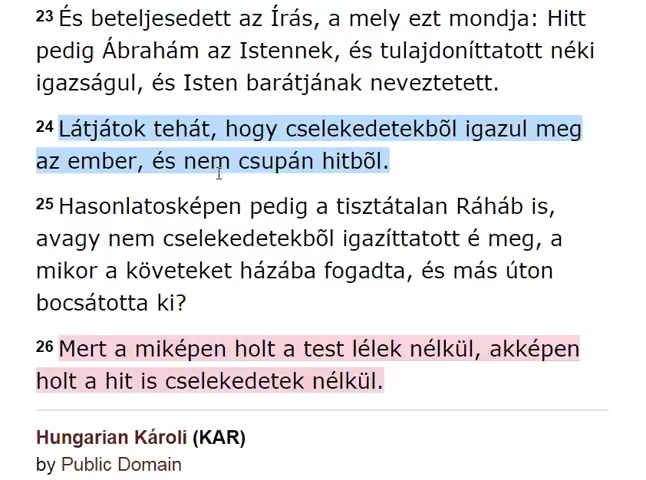 23 És beteljesedett az Írás, a mely ezt mondja: Hitt
pedig Ábrahám az Istennek, és tulajdoníttatott néki
igazságul, és Isten barátjának neveztetett.
24 Látjátok tehát, hogy cselekedetekbõl igazul meg
az ember, és nem csupán hitbõl.
25 Hasonlatosképen pedig a tisztátalan Ráháb is,
avagy nem cselekedetekbõl igazíttatott é meg, a
mikor a követeket házába fogadta, és más úton
bocsátotta ki?
26 Mert a miképen holt a test lélek nélkül, akképen
holt a hit is cselekedetek nélkül.
Hungarian Károli (KAR)
by Public Domain